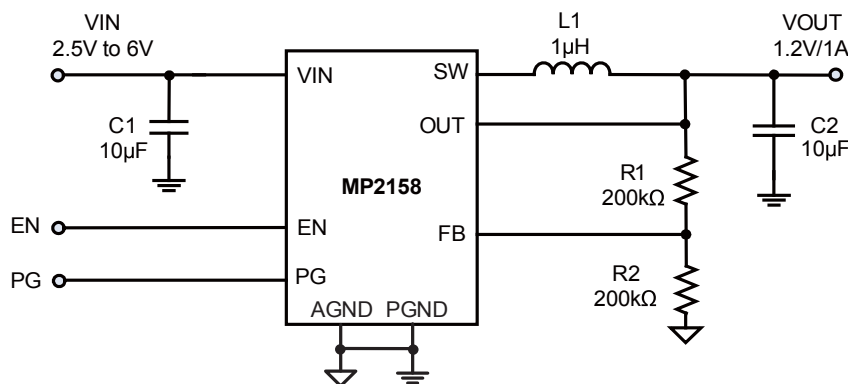 VIN
2.5V to 6V
C1
10μF
EN
PG
VIN
EN
PG
AGND PGND
MP2158
SW
OUT
FB
L1
1μH
R1
200kΩ
R2
200kΩ
VOUT
1.2V/1A
C2
10μF